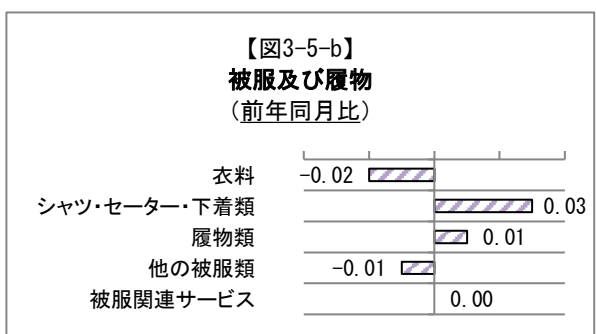 【図3-5-b】
被服及び履物
（前年同月比）
衣料 -0.02
シャツ・セーター・下着類 0.03
履物類 0.01
他の被服類 -0.01
被服関連サービス 0.00